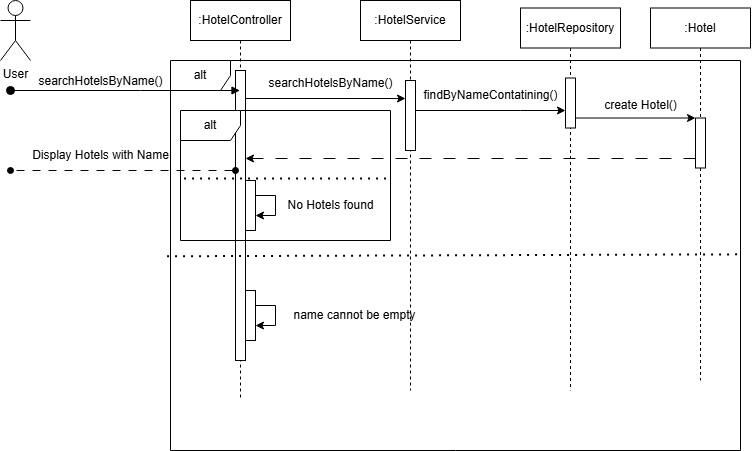 :HotelController
:HotelService
:HotelRepository
:Hotel
User
alt
searchHotelsByName()
searchHotelsByName()
findByNameContatining()
create Hotel()
alt
Display Hotels with Name
No Hotels found
name cannot be empty